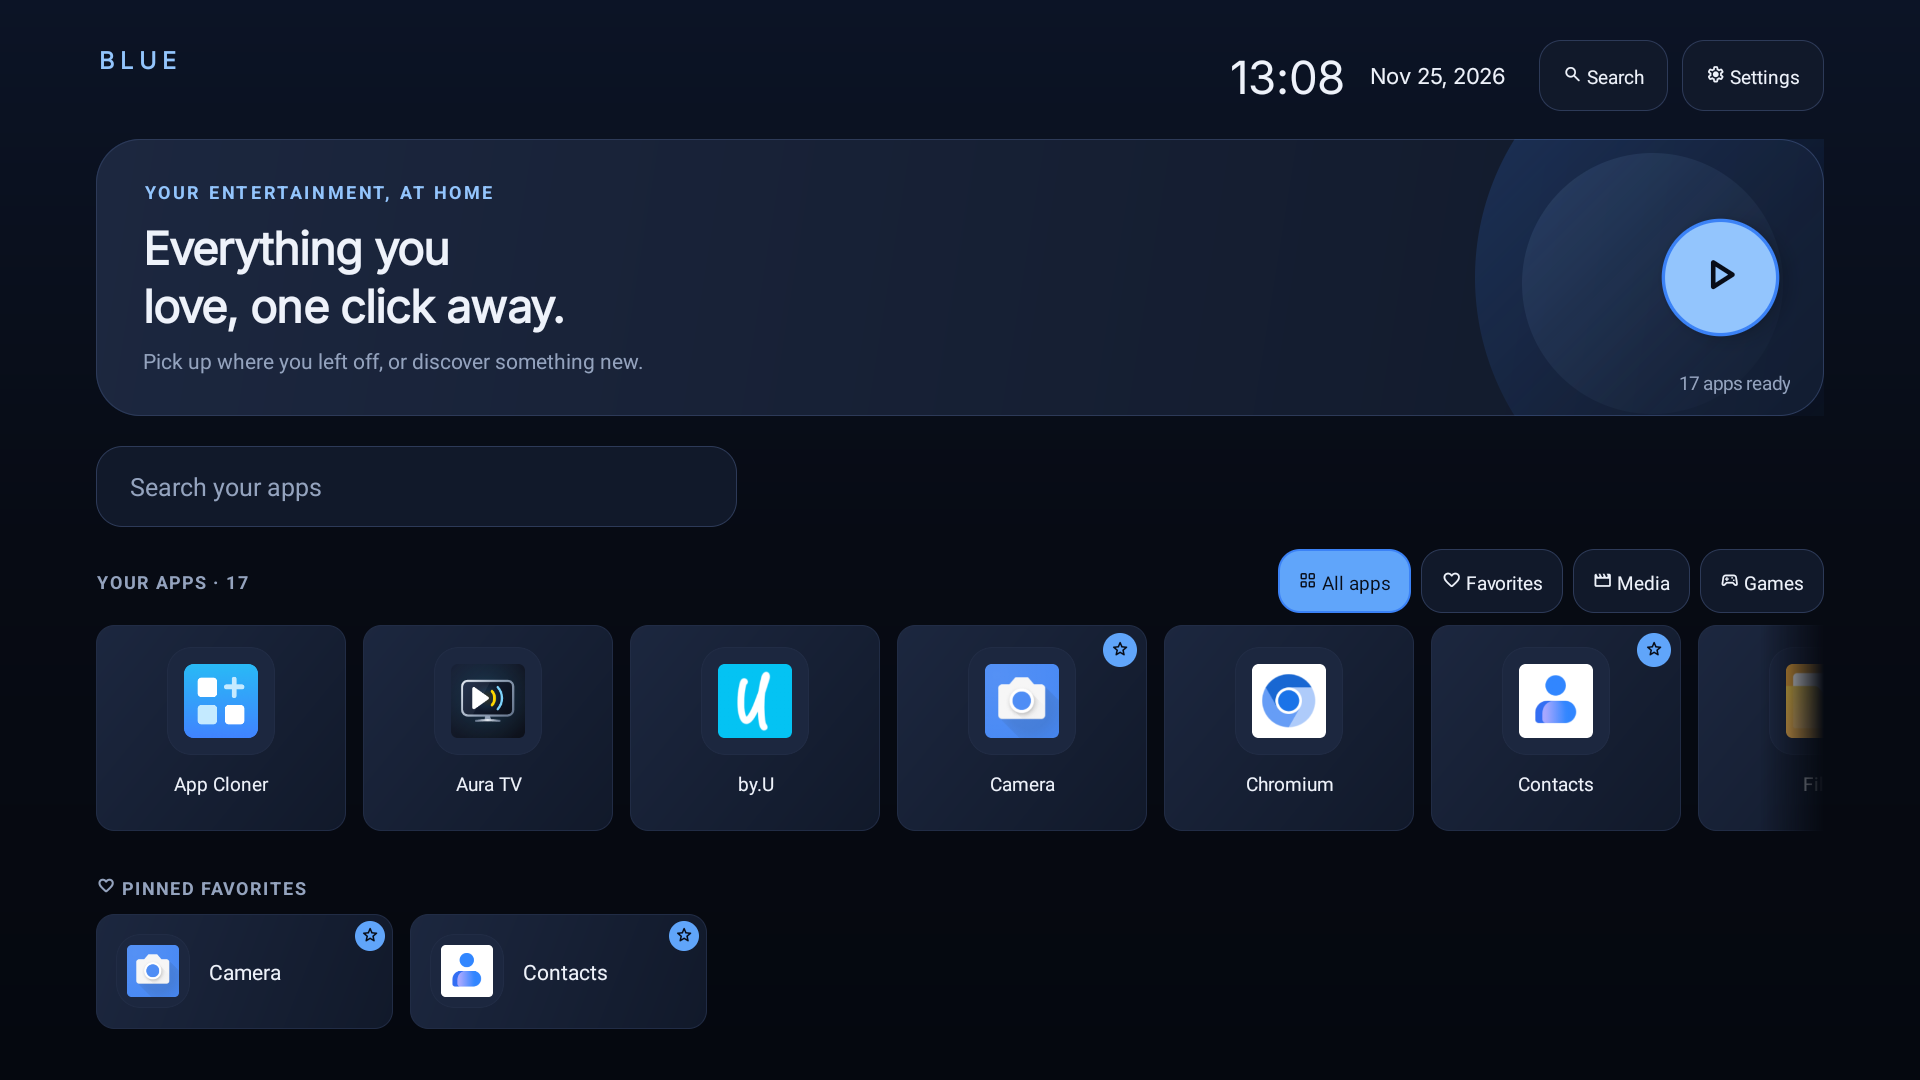 BLUE
13:08
Nov 25, 2026
Search
Settings
YOUR ENTERTAINMENT, AT HOME
Everything you
love, one click away.
Pick up where you left off, or discover something new.
17 apps ready
Search your apps
YOUR APPS · 17
All apps
Favorites
Media
Games
App Cloner
Aura TV
by.U
Camera
Chromium
Contacts
PINNED FAVORITES
Camera
Contacts